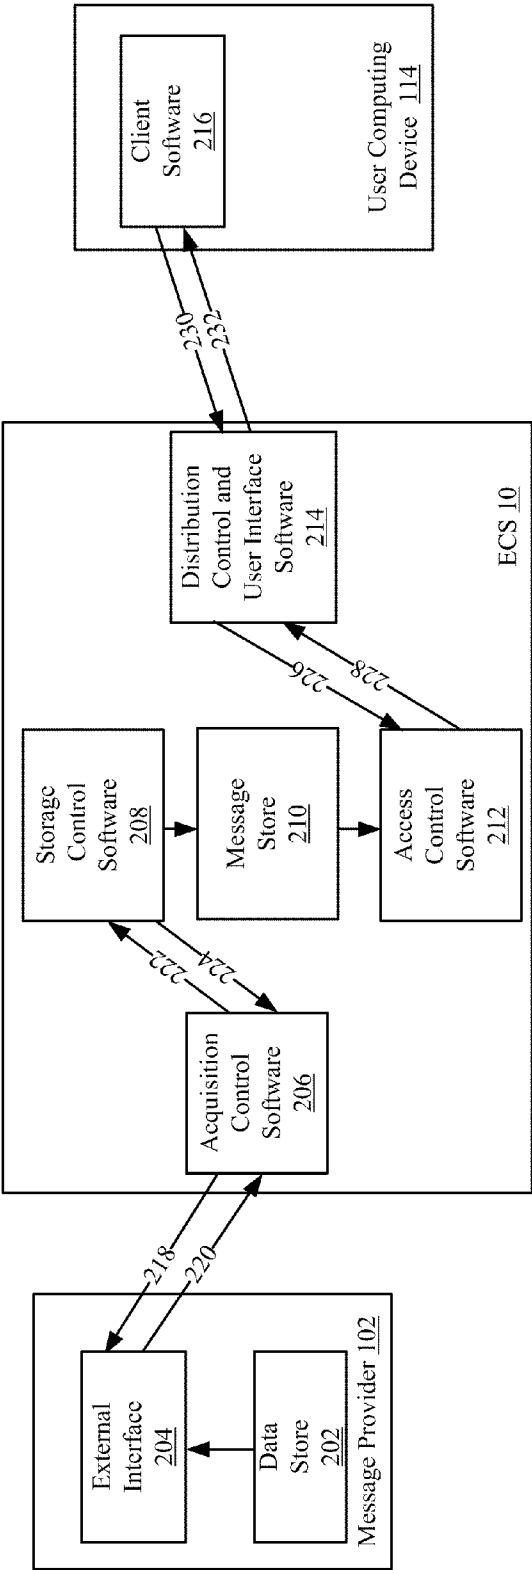 External
Interface
204
Data
Store
202
Message Provider 102
218
220
Acquisition
Control
Software
206
222
224
Storage
Control
Software
208
Message
Store
210
Access
Control
Software
212
226
228
Distribution
Control and
User Interface
Software
214
ECS 10
230
232
Client
Software
216
User Computing
Device 114